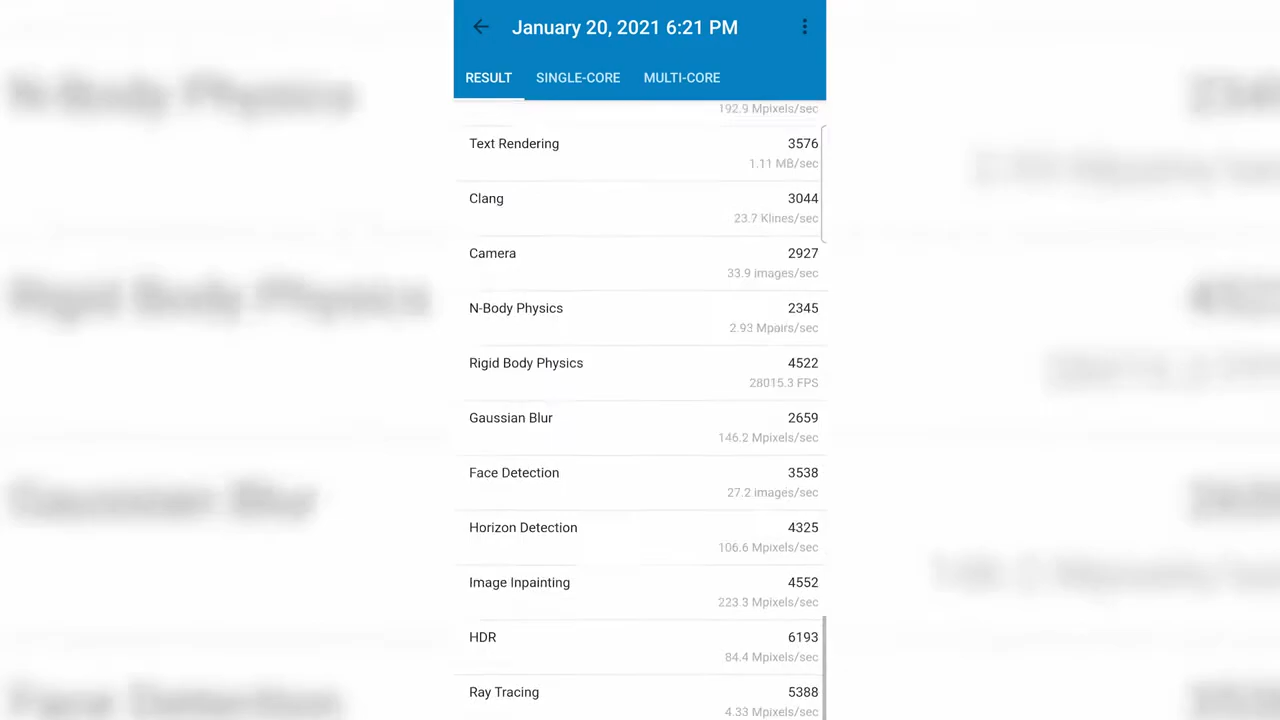 January 20, 2021 6:21 PM
RESULT SINGLE-CORE MULTI-CORE
192.9 Mpixels/sec
Text Rendering 3576
1.11 MB/sec
Clang 3044
23.7 Klines/sec
Camera 2927
33.9 images/sec
N-Body Physics 2345
2.93 Mpairs/sec
Rigid Body Physics 4522
28015.3 FPS
Gaussian Blur 2659
146.2 Mpixels/sec
Face Detection 3538
27.2 images/sec
Horizon Detection 4325
106.6 Mpixels/sec
Image Inpainting 4552
223.3 Mpixels/sec
HDR 6193
84.4 Mpixels/sec
Ray Tracing 5388
4.33 Mpixels/sec